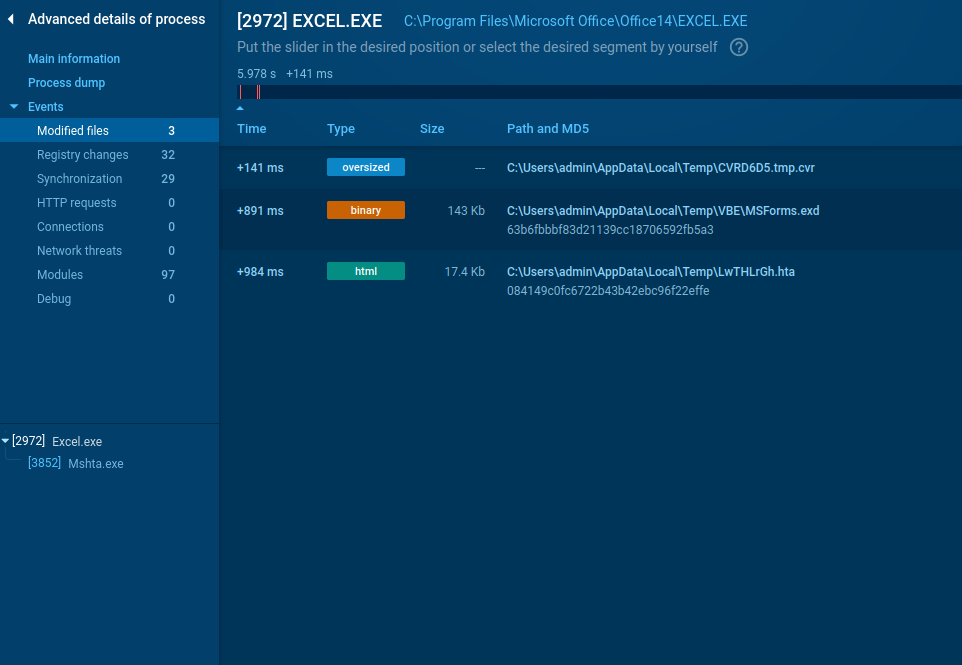 Advanced details of process
Main information
Process dump
Events
Modified files 3
Registry changes 32
Synchronization 29
HTTP requests 0
Connections 0
Network threats 0
Modules 97
Debug 0
[2972] Excel.exe
[3852] Mshta.exe
[2972] EXCEL.EXE C:\Program Files\Microsoft Office\Office14\EXCEL.EXE
Put the slider in the desired position or select the desired segment by yourself ?
5.978 s +141 ms
Time Type Size Path and MD5
+141 ms oversized — C:\Users\admin\AppData\Local\Temp\CVRD6D5.tmp.cvr
+891 ms binary 143 Kb C:\Users\admin\AppData\Local\Temp\VBE\MSForms.exd
63b6fbbbf83d21139cc18706592fb5a3
+984 ms html 17.4 Kb C:\Users\admin\AppData\Local\Temp\LwTHLrGh.hta
084149c0fc6722b43b42ebc96f22effe